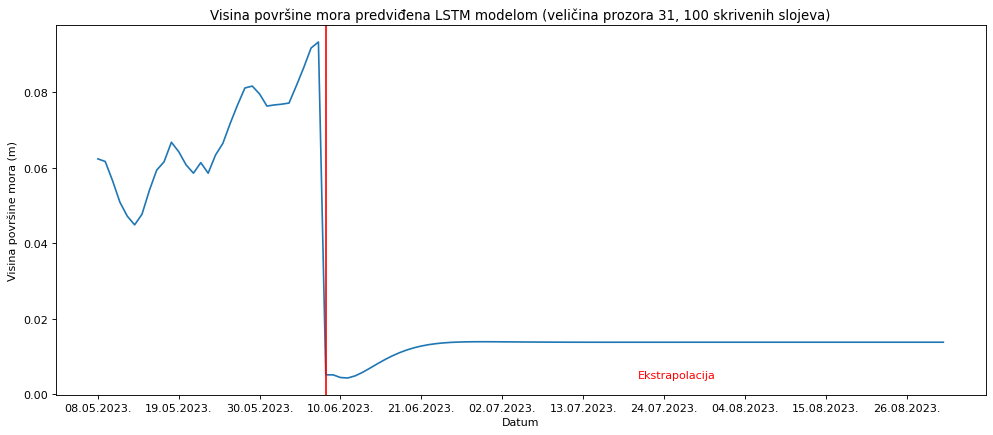 Visina površine mora predviđena LSTM modelom (veličina prozora 31, 100 skrivenih slojeva)
Visina površine mora (m)
0.08
0.06
0.04
0.02
0.00
Ekstrapolacija
08.05.2023. 19.05.2023. 30.05.2023. 10.06.2023. 21.06.2023. 02.07.2023. 13.07.2023. 24.07.2023. 04.08.2023. 15.08.2023. 26.08.2023.
Datum